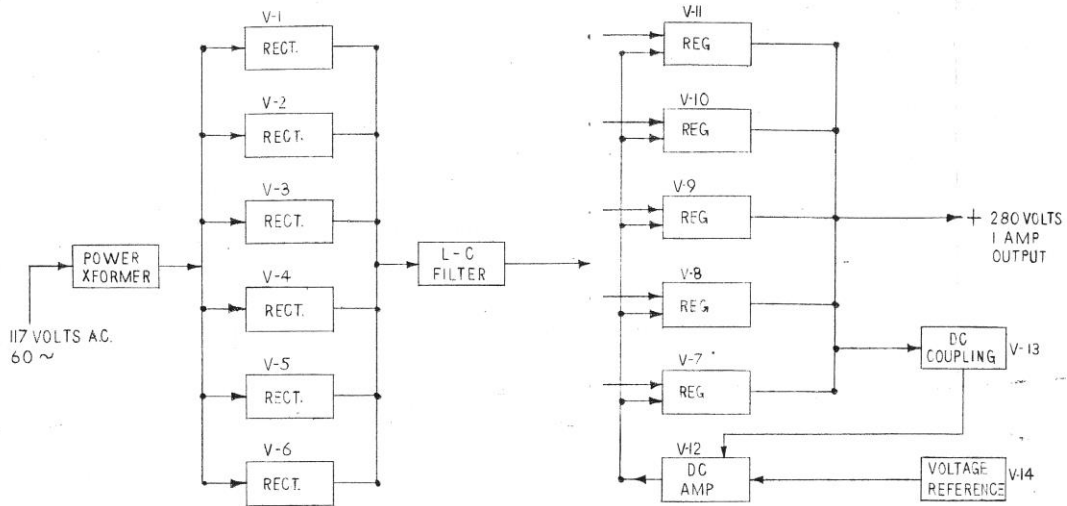 V-1
RECT.
V-2
RECT.
V-3
RECT.
V-4
RECT.
V-5
RECT.
V-6
RECT.
POWER
XFORMER
117 VOLTS A.C.
60 ~
L-C
FILTER
V-11
REG
V-10
REG
V-9
REG
V-8
REG
V-7
REG
V-12
DC
AMP
+ 280 VOLTS
1 AMP
OUTPUT
DC
COUPLING
V-13
VOLTAGE
REFERENCE
V-14